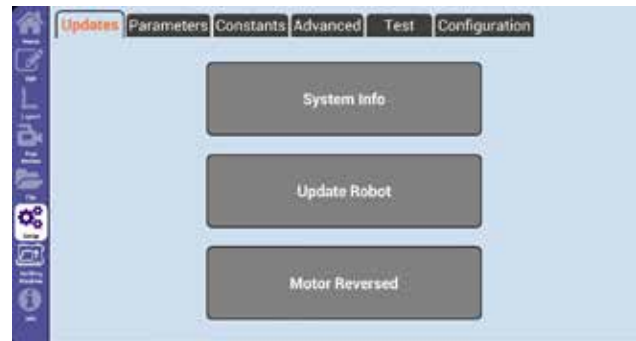 Updates Parameters Constants Advanced Test Configuration
System Info
Update Robot
Motor Reversed